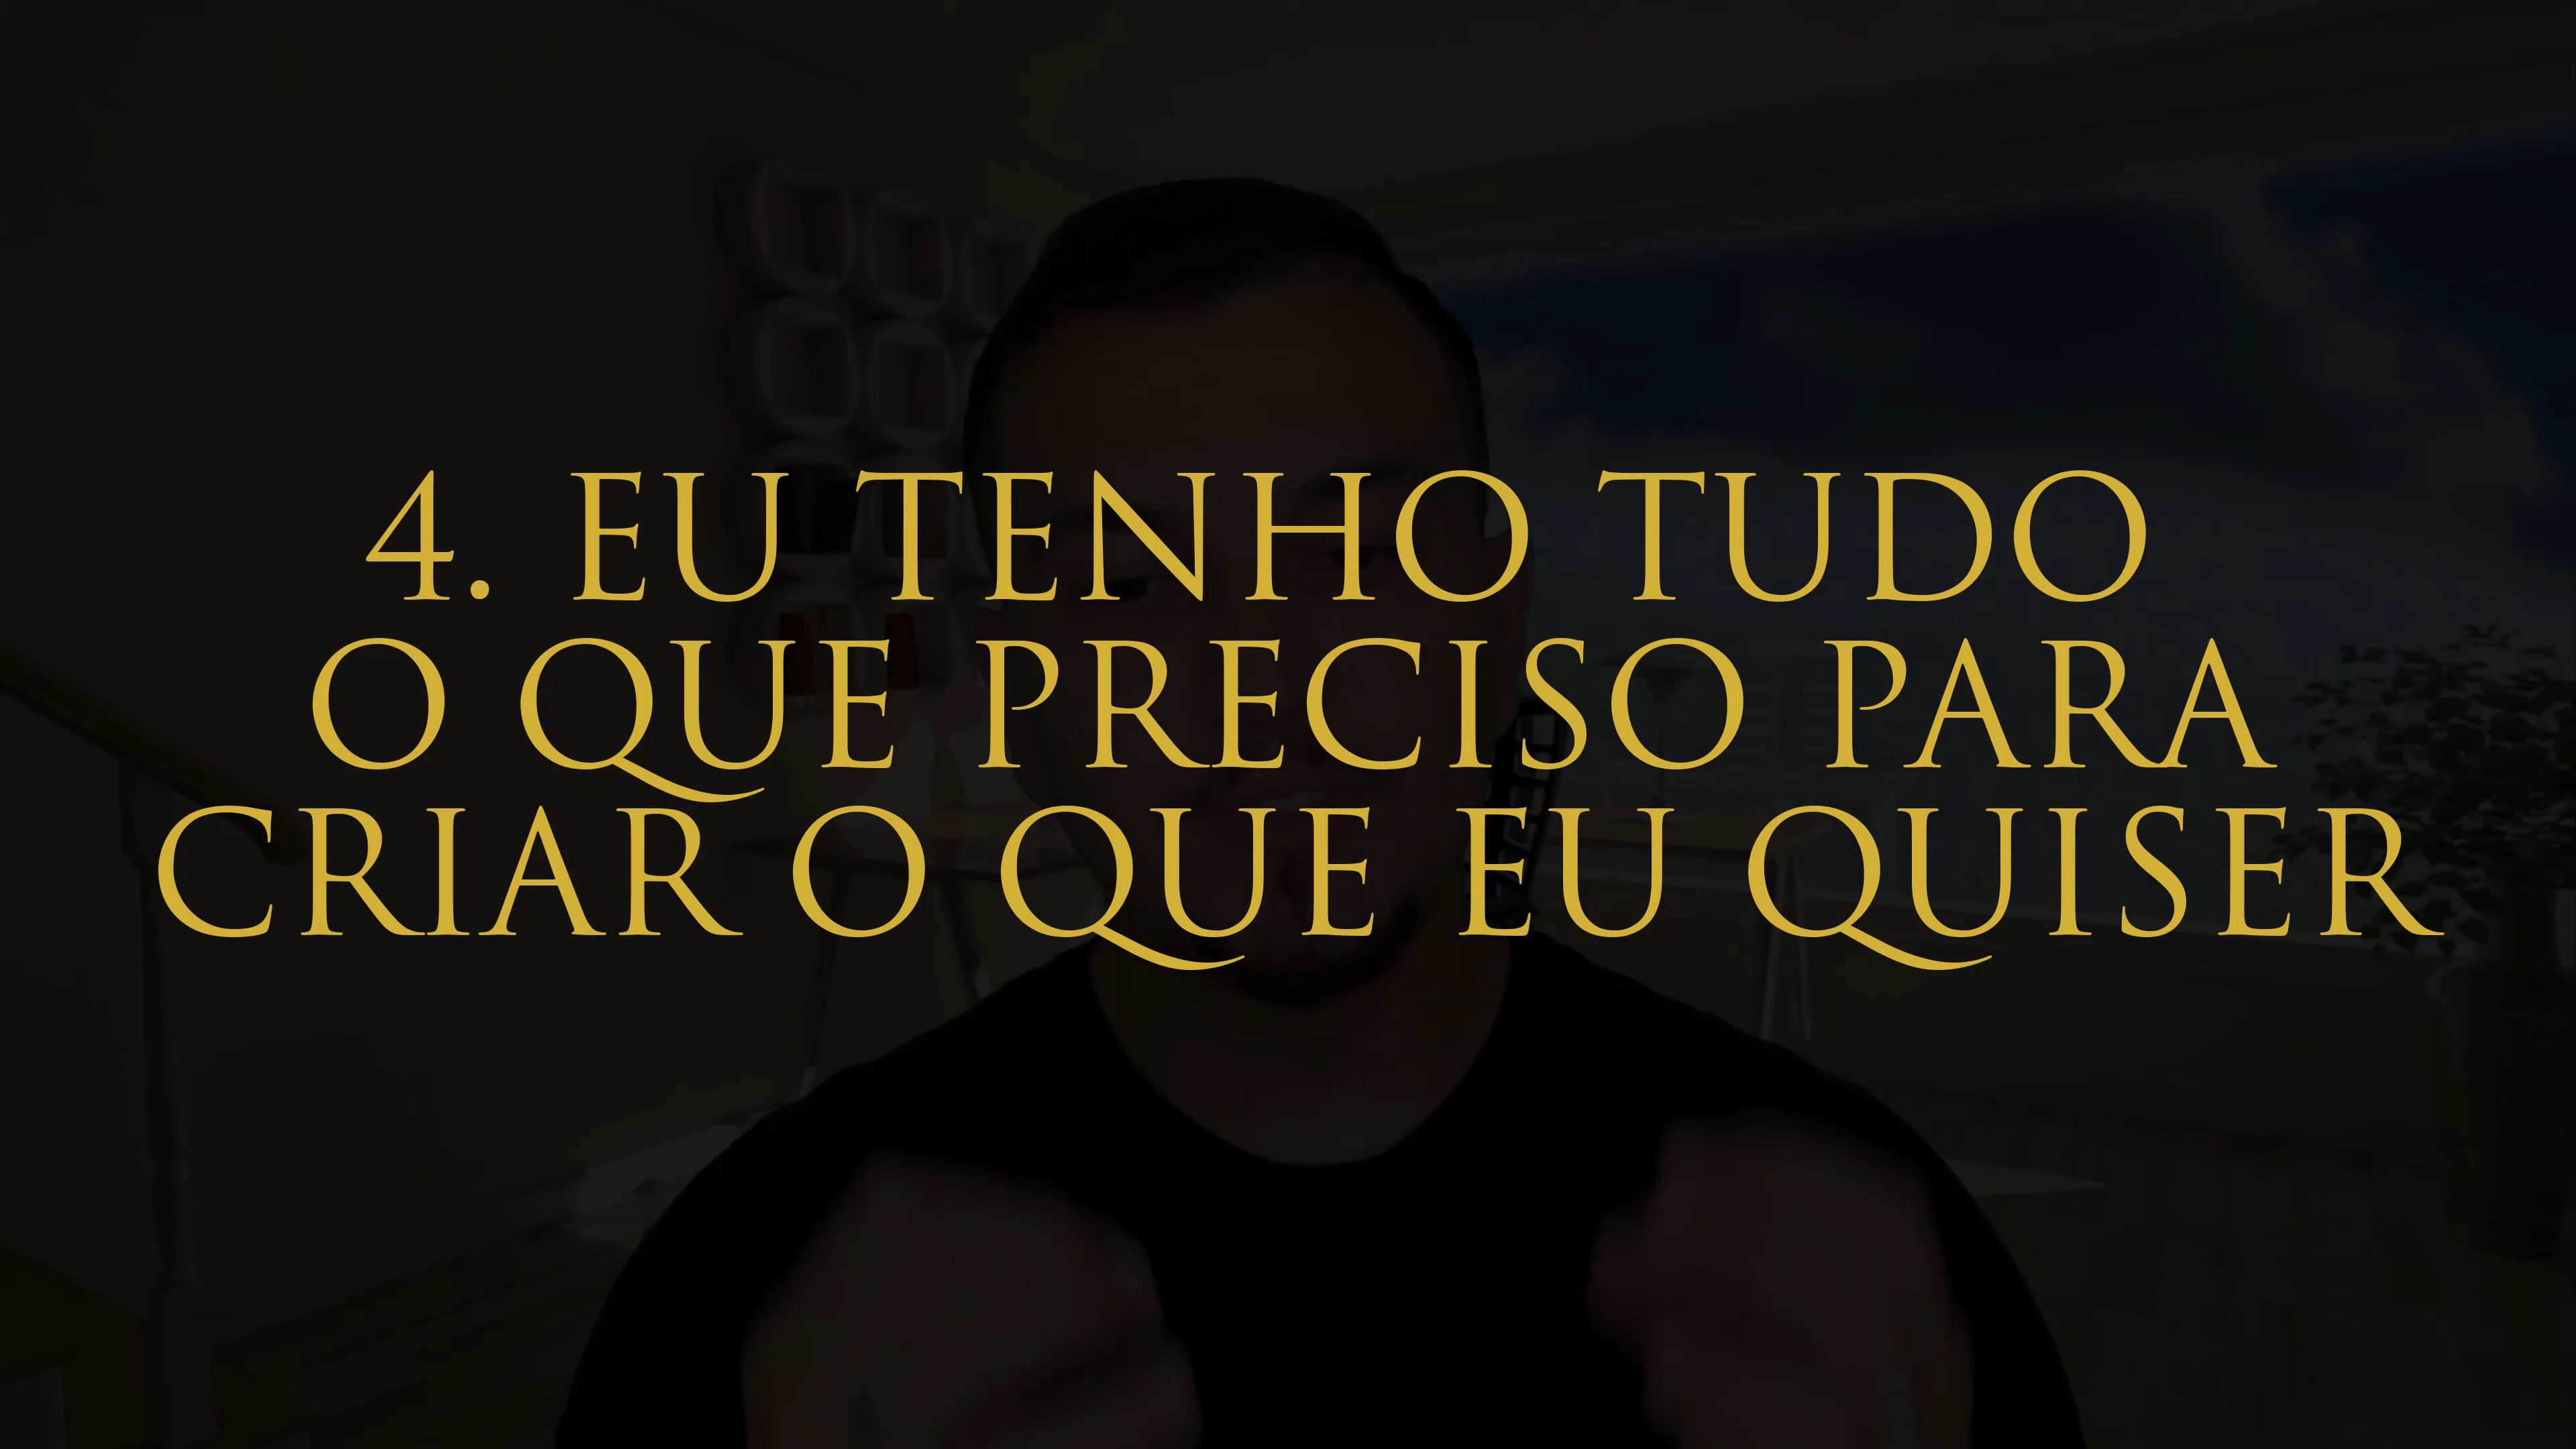 4. EU TENHO TUDO
O QUE PRECISO PARA
CRIAR O QUE EU QUISER